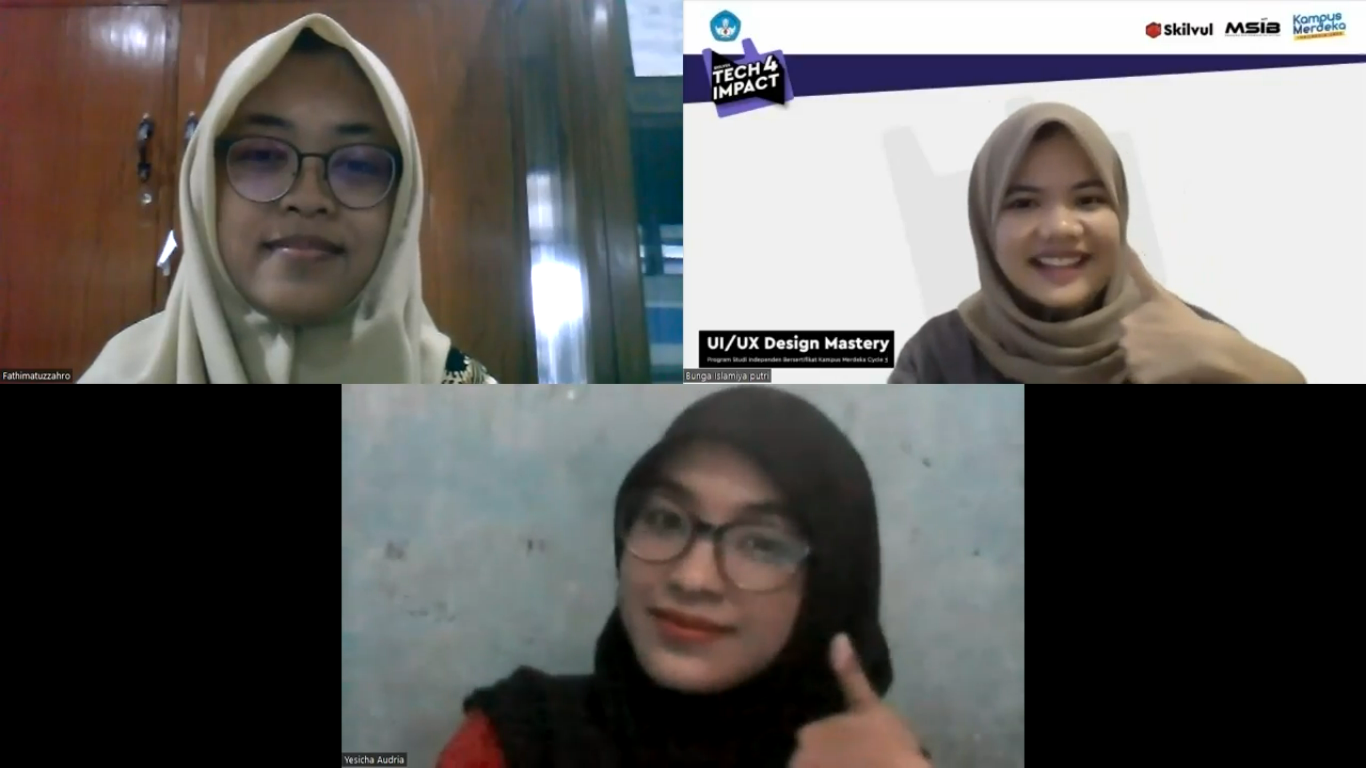 Skilvul
MSIB
Kampus
Merdeka
TECH 4
IMPACT
UI/UX Design Mastery
Program Studi Independen Bersertifikat Kampus Merdeka Cycle 3
Fathimatuzzahro
Bunga islamiya putri
Yesicha Audria